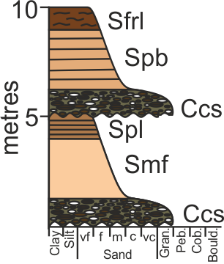 10
Sfrl
Spb
Ccs
5
Spl
Smf
Ccs
metres
Clay
Silt
vf
f
m
c
vc
Gran.
Peb.
Cob.
Bould.
Sand